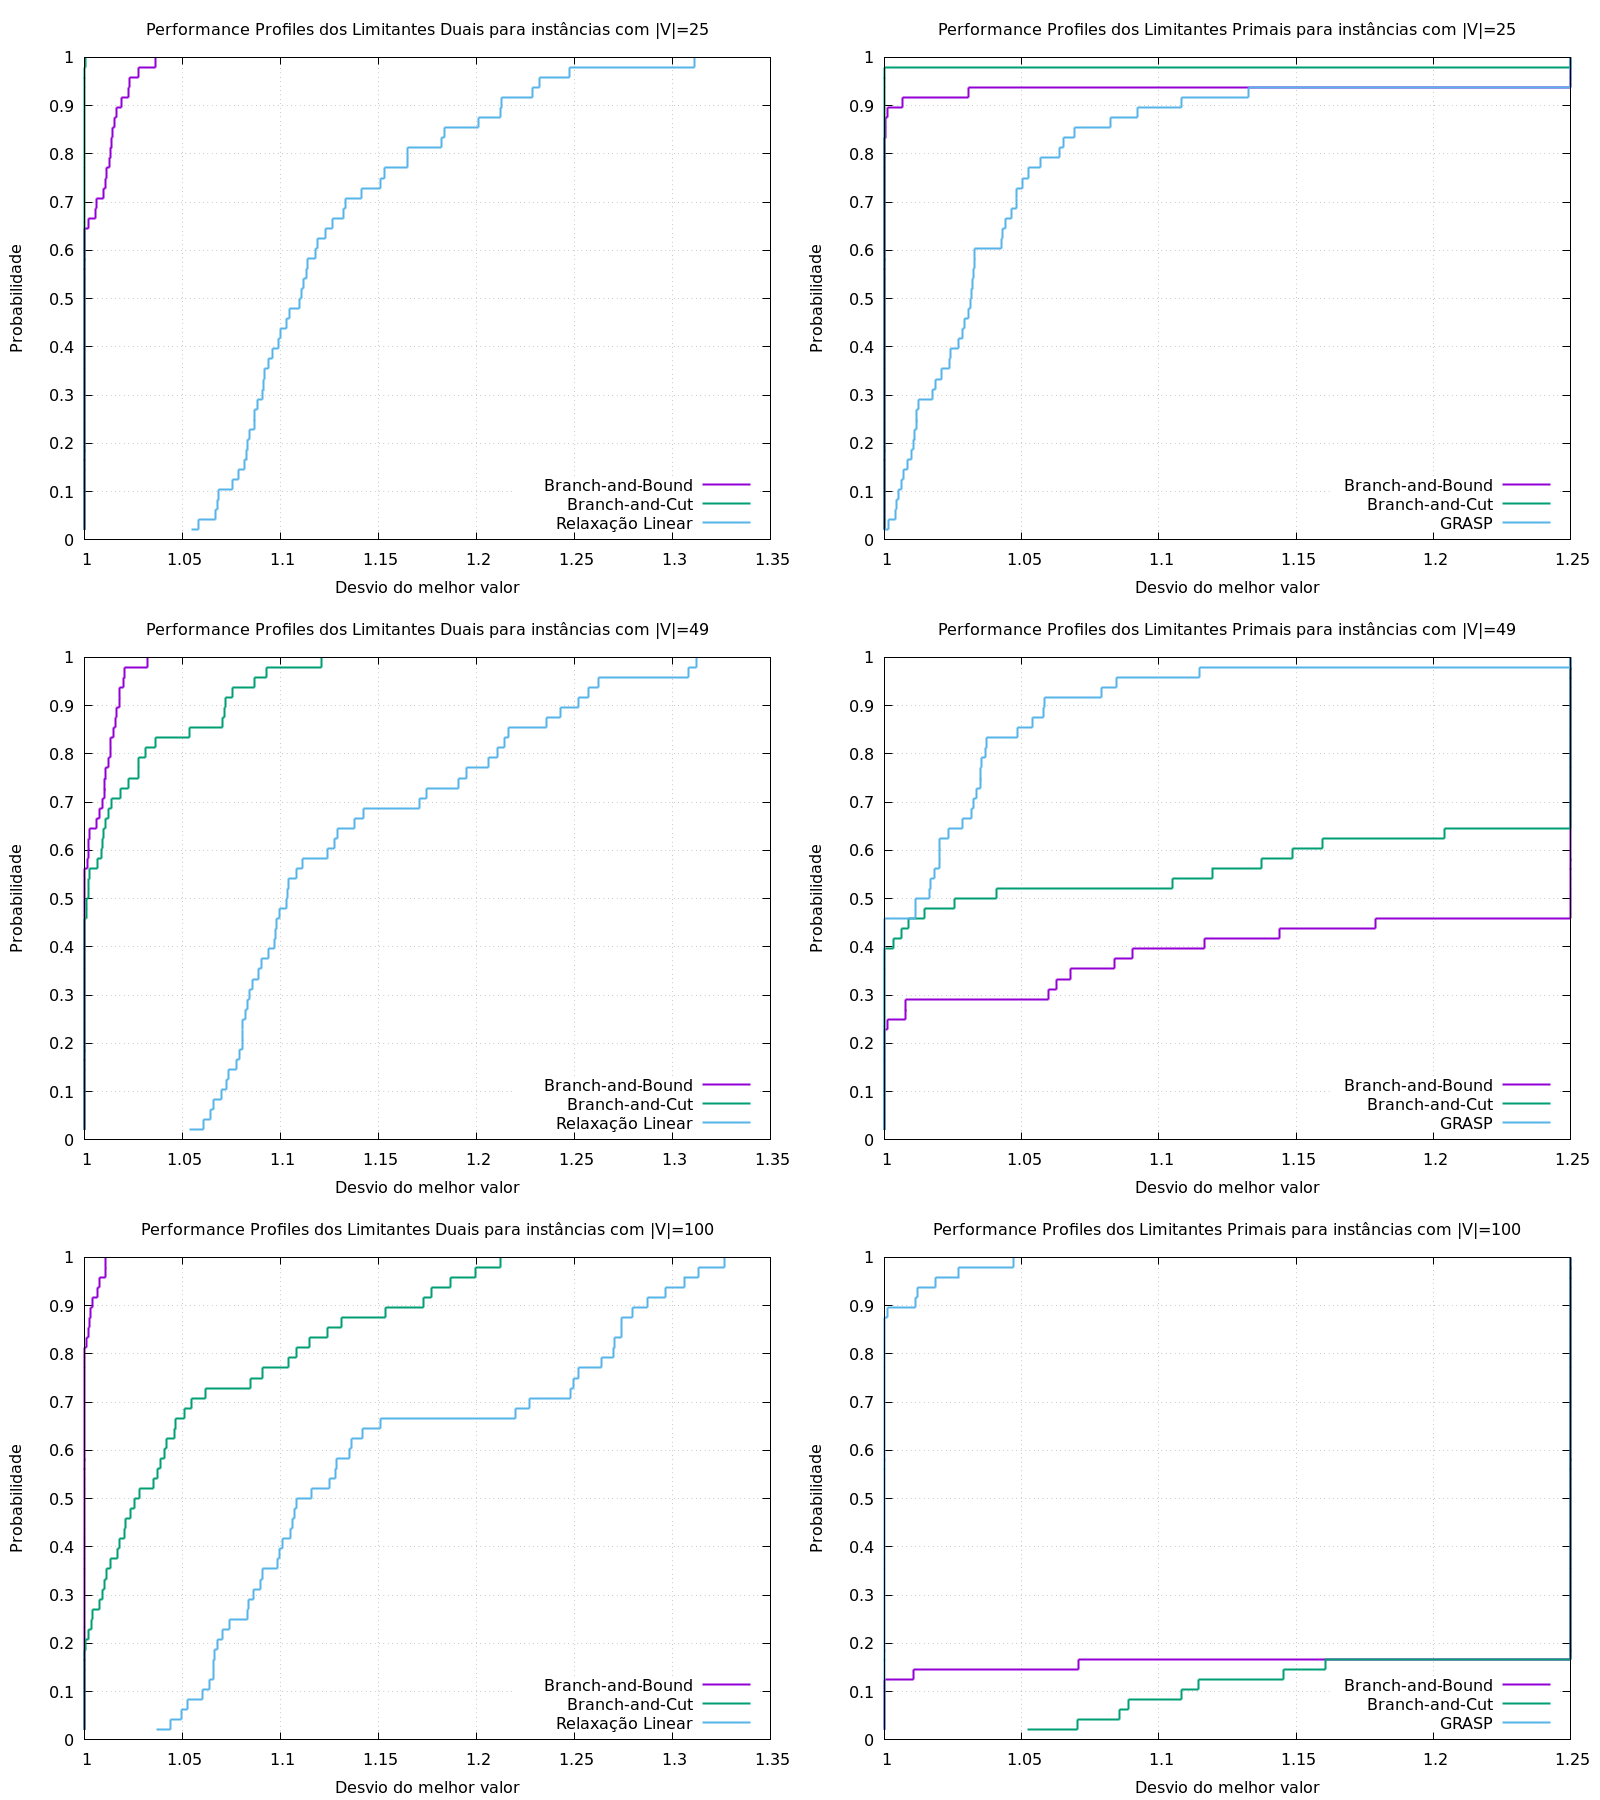 Performance Profiles dos Limitantes Duais para instâncias com |V|=25
1
0.9
0.8
0.7
0.6
0.5
0.4
0.3
0.2
0.1
0
Probabilidade
Branch-and-Bound
Branch-and-Cut
Relaxação Linear
1 1.05 1.1 1.15 1.2 1.25 1.3 1.35
Desvio do melhor valor
Performance Profiles dos Limitantes Primais para instâncias com |V|=25
1
0.9
0.8
0.7
0.6
0.5
0.4
0.3
0.2
0.1
0
Probabilidade
Branch-and-Bound
Branch-and-Cut
GRASP
1 1.05 1.1 1.15 1.2 1.25
Desvio do melhor valor
Performance Profiles dos Limitantes Duais para instâncias com |V|=49
1
0.9
0.8
0.7
0.6
0.5
0.4
0.3
0.2
0.1
0
Probabilidade
Branch-and-Bound
Branch-and-Cut
Relaxação Linear
1 1.05 1.1 1.15 1.2 1.25 1.3 1.35
Desvio do melhor valor
Performance Profiles dos Limitantes Primais para instâncias com |V|=49
1
0.9
0.8
0.7
0.6
0.5
0.4
0.3
0.2
0.1
0
Probabilidade
Branch-and-Bound
Branch-and-Cut
GRASP
1 1.05 1.1 1.15 1.2 1.25
Desvio do melhor valor
Performance Profiles dos Limitantes Duais para instâncias com |V|=100
1
0.9
0.8
0.7
0.6
0.5
0.4
0.3
0.2
0.1
0
Probabilidade
Branch-and-Bound
Branch-and-Cut
Relaxação Linear
1 1.05 1.1 1.15 1.2 1.25 1.3 1.35
Desvio do melhor valor
Performance Profiles dos Limitantes Primais para instâncias com |V|=100
1
0.9
0.8
0.7
0.6
0.5
0.4
0.3
0.2
0.1
0
Probabilidade
Branch-and-Bound
Branch-and-Cut
GRASP
1 1.05 1.1 1.15 1.2 1.25
Desvio do melhor valor